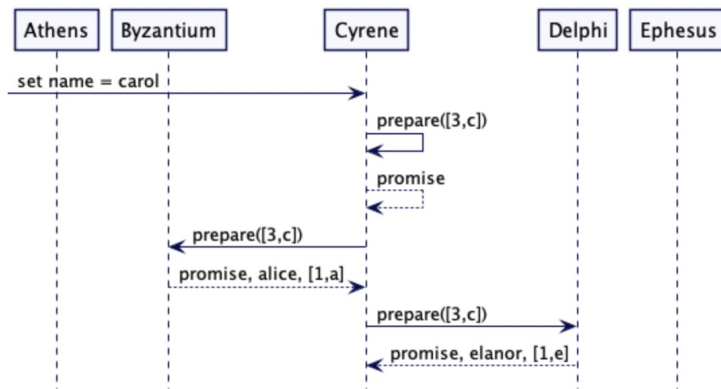 Athens Byzantium Cyrene Delphi Ephesus
set name = carol
prepare([3,c])
promise
prepare([3,c])
promise, alice, [1,a]
prepare([3,c])
promise, elanor, [1,e]